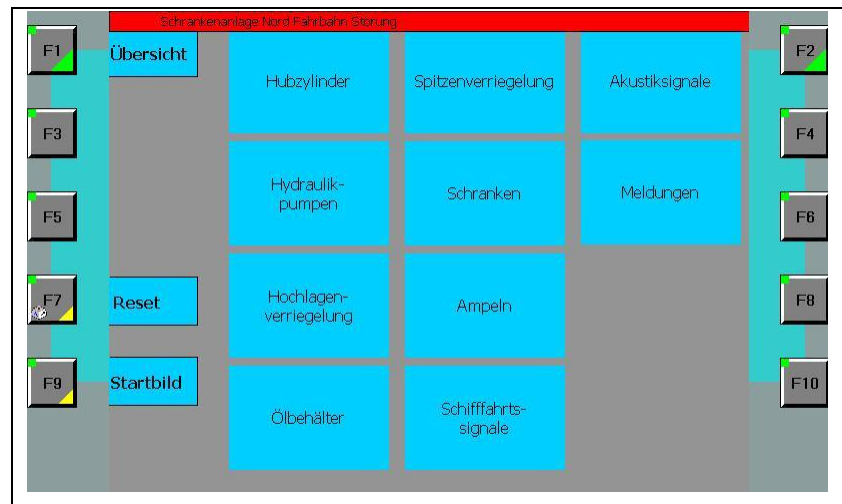 Schrankenanlage Nord Fahrbahn Störung
F1
Übersicht
F2
Hubzylinder
Spitzenverriegelung
Akustiksignale
F3
F4
Hydraulik-
pumpen
Schranken
Meldungen
F5
F6
F7
Reset
Hochlagen-
verriegelung
Ampeln
F8
F9
Startbild
F10
Ölbehälter
Schifffahrts-
signale